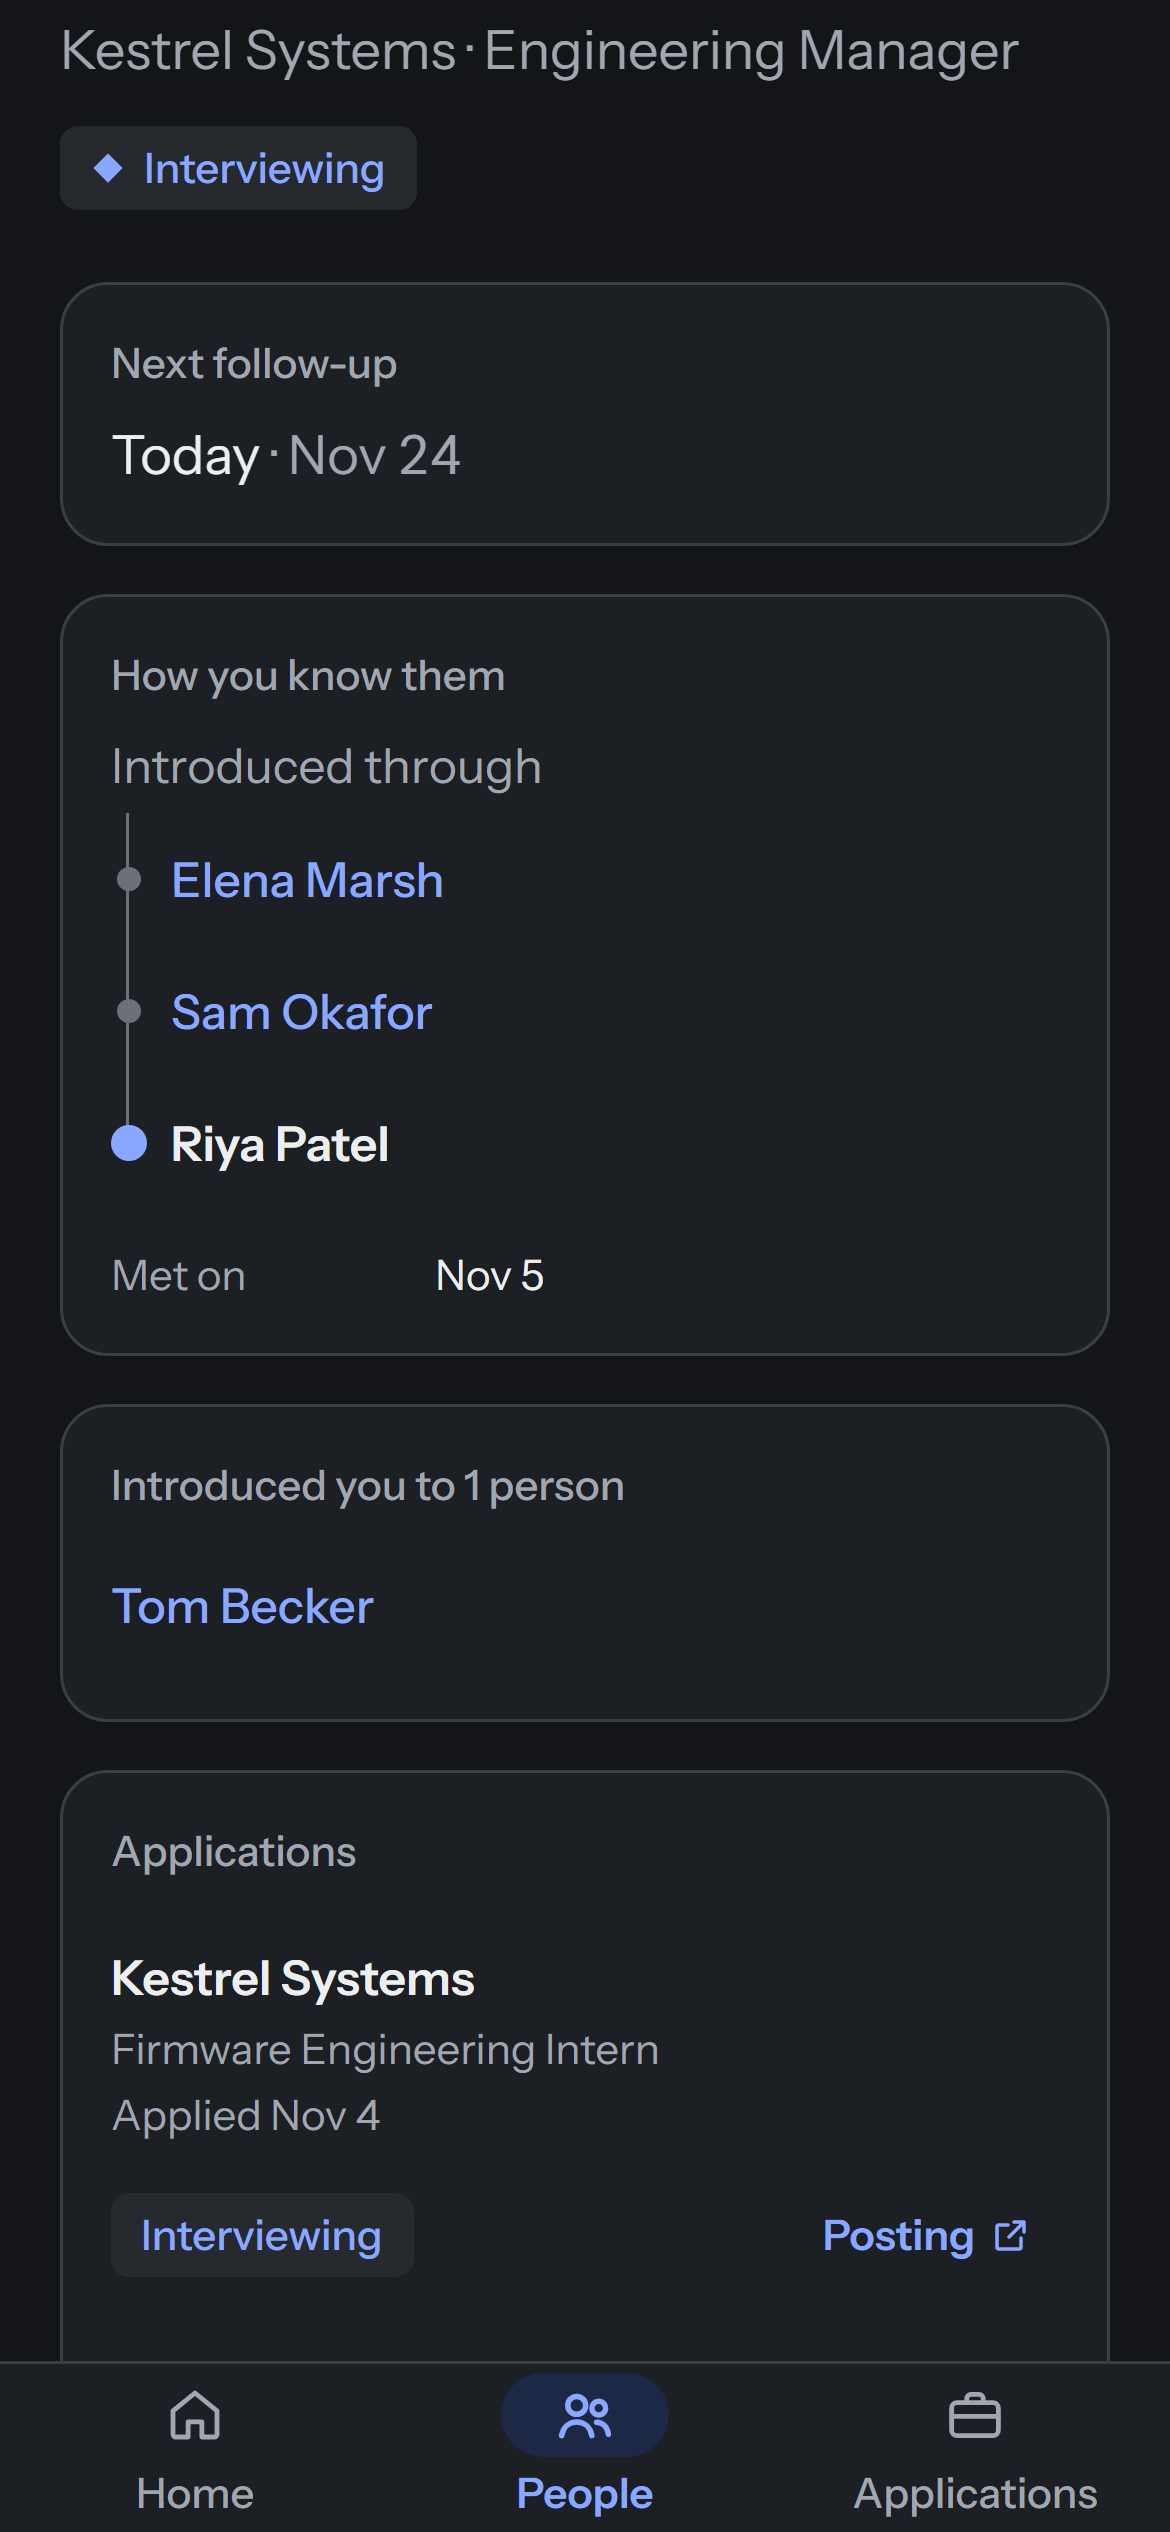 Kestrel Systems · Engineering Manager
Interviewing
Next follow-up
Today · Nov 24
How you know them
Introduced through
Elena Marsh
Sam Okafor
Riya Patel
Met on Nov 5
Introduced you to 1 person
Tom Becker
Applications
Kestrel Systems
Firmware Engineering Intern
Applied Nov 4
Interviewing Posting
Home People Applications